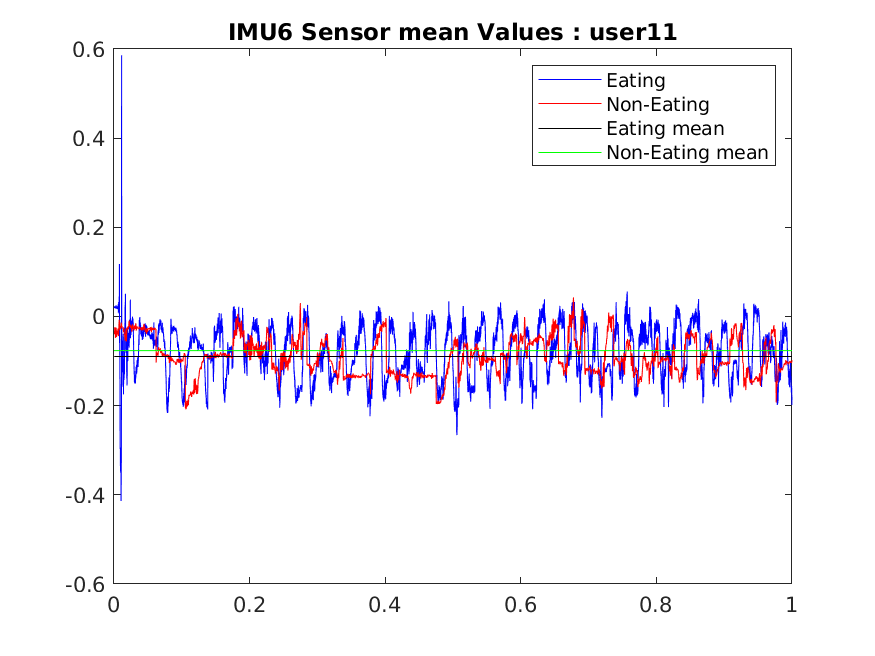 IMU6 Sensor mean Values : user11
0.6
0.4
0.2
0
-0.2
-0.4
-0.6
0
0.2
0.4
0.6
0.8
1
Eating
Non-Eating
Eating mean
Non-Eating mean